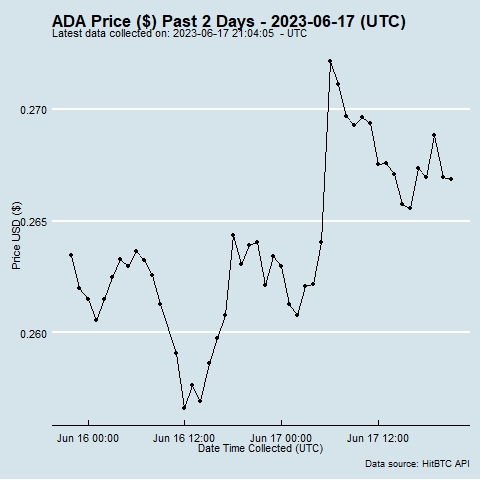 ADA Price ($) Past 2 Days - 2023-06-17 (UTC)
Latest data collected on: 2023-06-17 21:04:05  - UTC
0.270
0.265
0.260
Price USD ($)
Jun 16 00:00
Jun 16 12:00
Jun 17 00:00
Jun 17 12:00
Date Time Collected (UTC)
Data source: HitBTC API